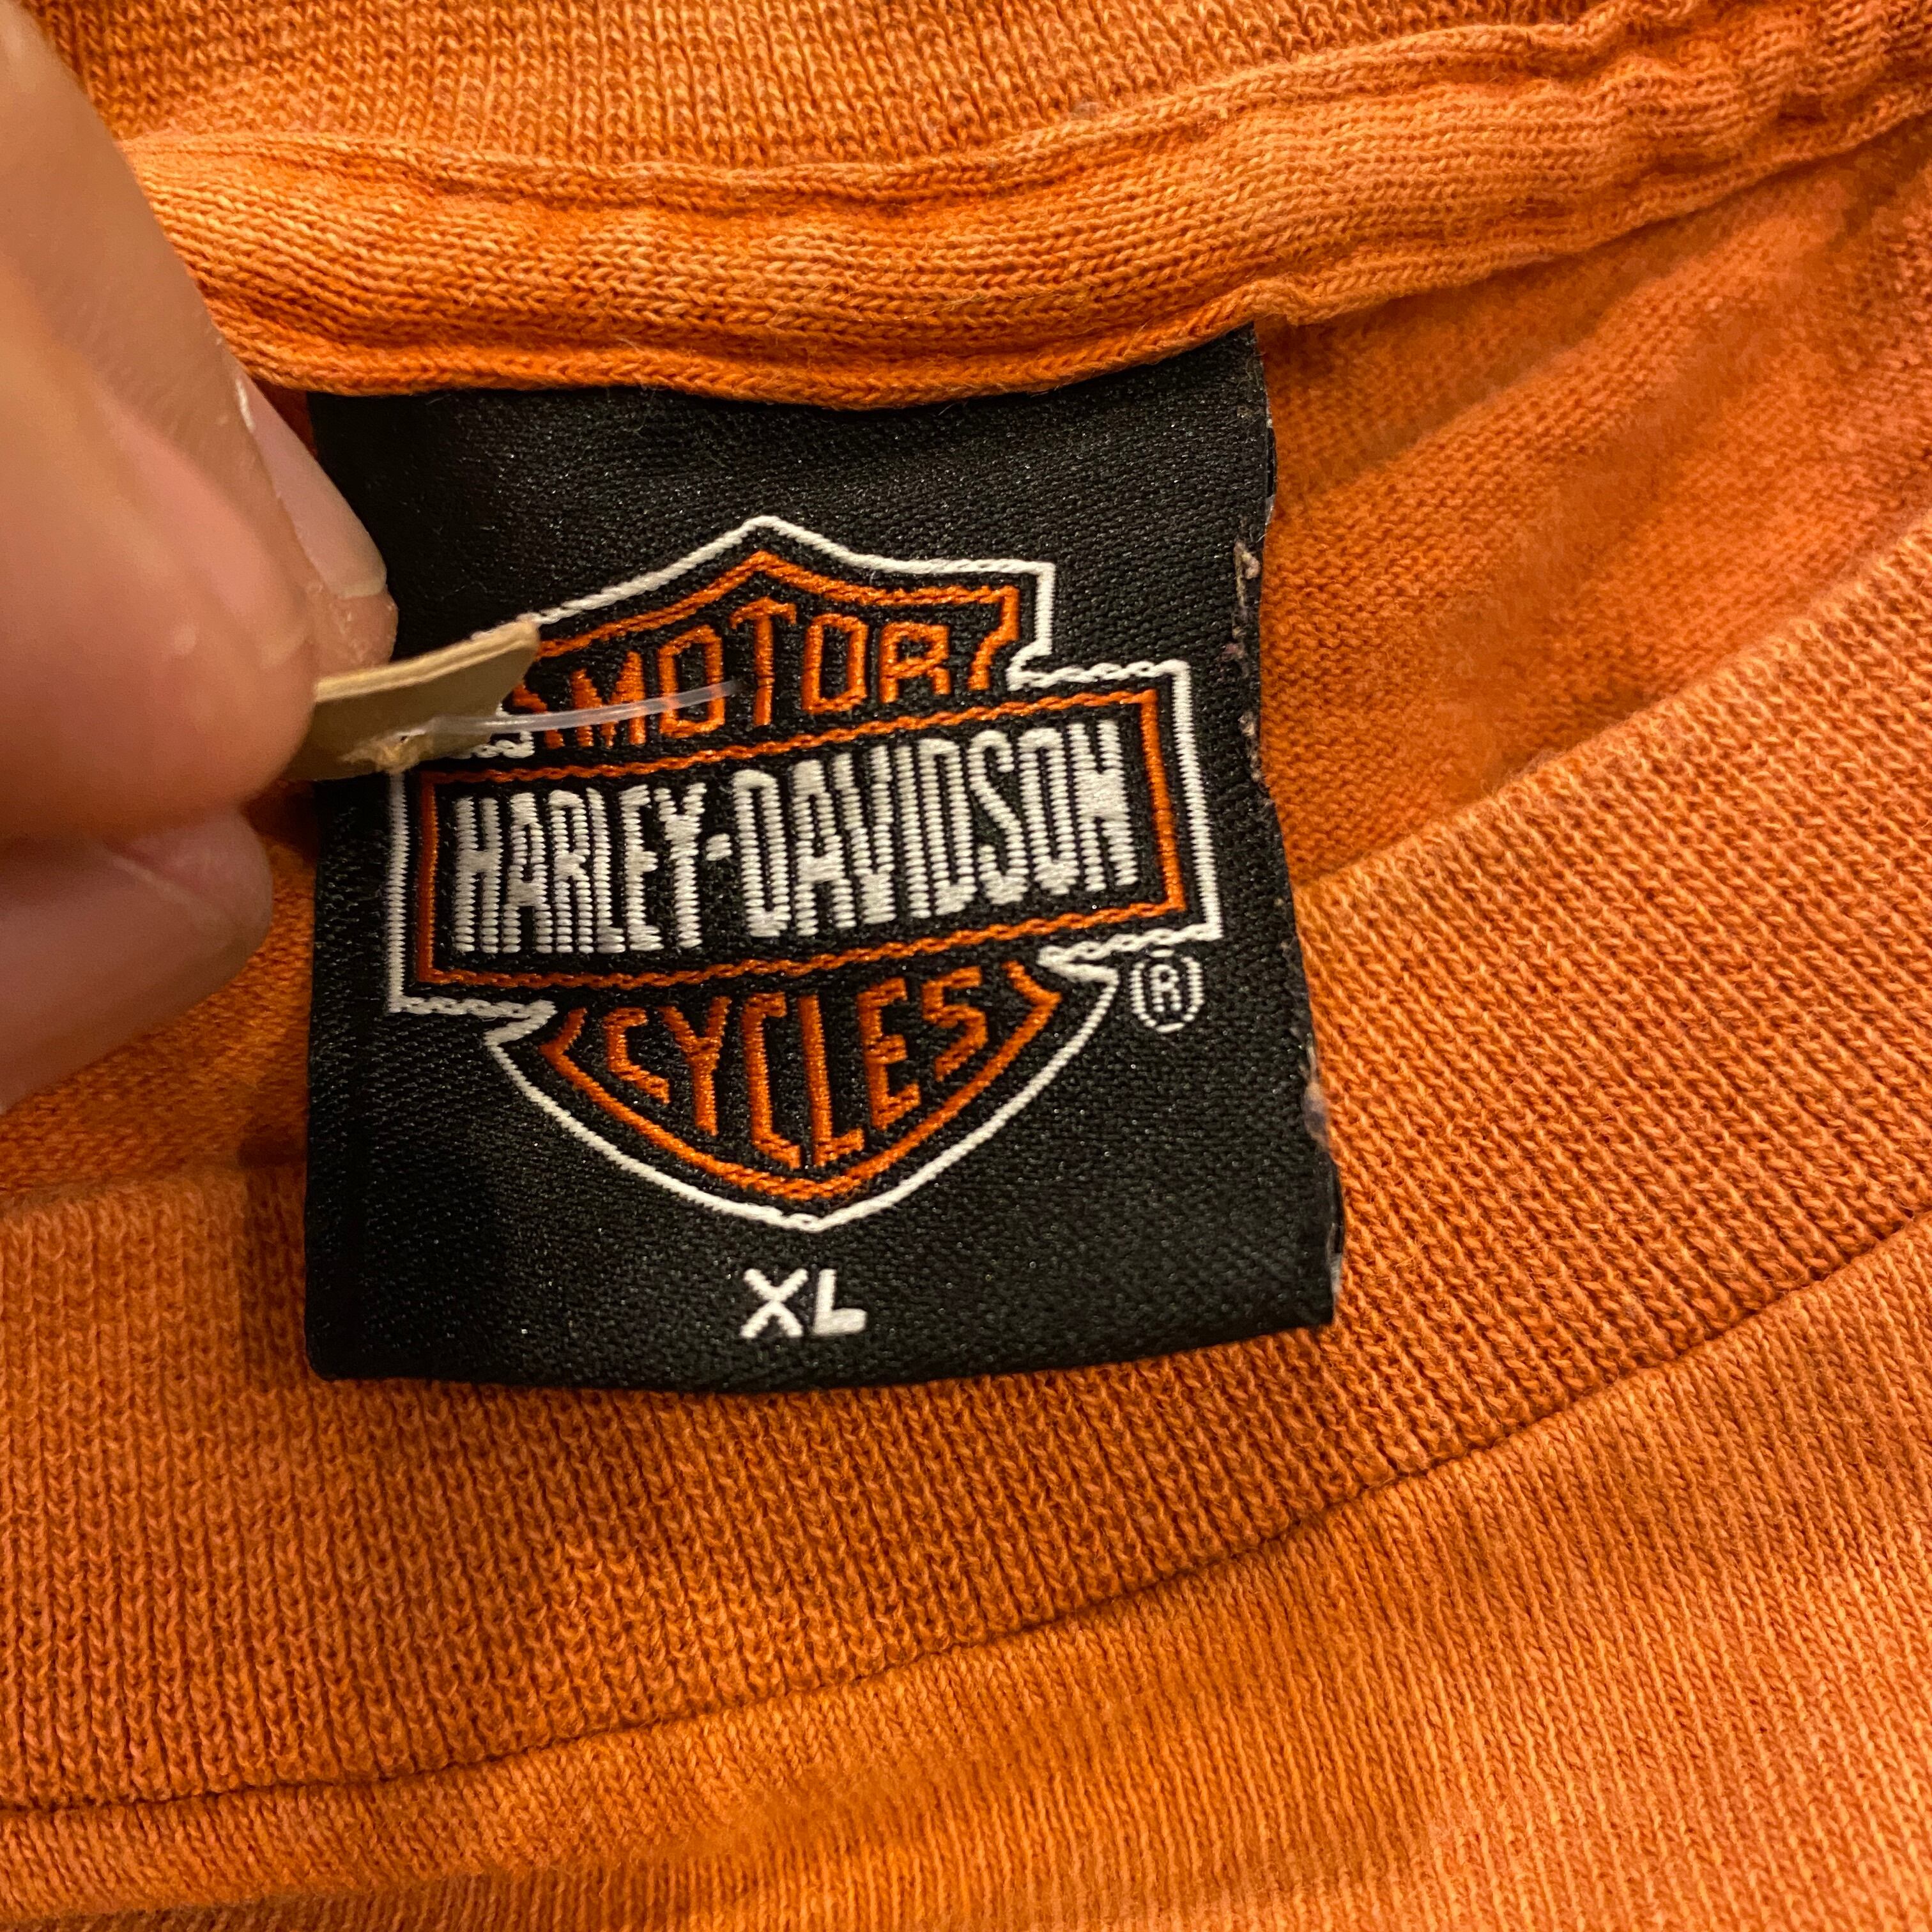 MOTOR
HARLEY-DAVIDSON
CYCLES
®
XL